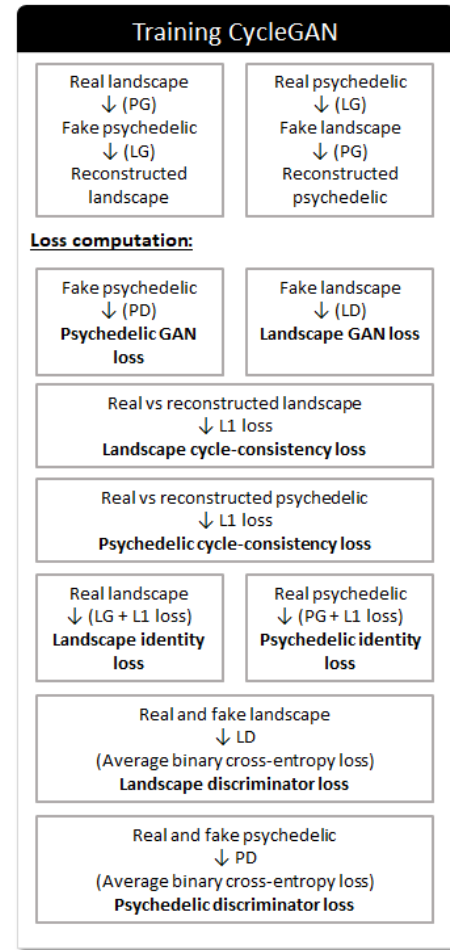 Training CycleGAN
Real landscape
↓ (PG)
Fake psychedelic
↓ (LG)
Reconstructed
landscape
Real psychedelic
↓ (LG)
Fake landscape
↓ (PG)
Reconstructed
psychedelic
Loss computation:
Fake psychedelic
↓ (PD)
Psychedelic GAN
loss
Fake landscape
↓ (LD)
Landscape GAN loss
Real vs reconstructed landscape
↓ L1 loss
Landscape cycle-consistency loss
Real vs reconstructed psychedelic
↓ L1 loss
Psychedelic cycle-consistency loss
Real landscape
↓ (LG + L1 loss)
Landscape identity
loss
Real psychedelic
↓ (PG + L1 loss)
Psychedelic identity
loss
Real and fake landscape
↓ LD
(Average binary cross-entropy loss)
Landscape discriminator loss
Real and fake psychedelic
↓ PD
(Average binary cross-entropy loss)
Psychedelic discriminator loss